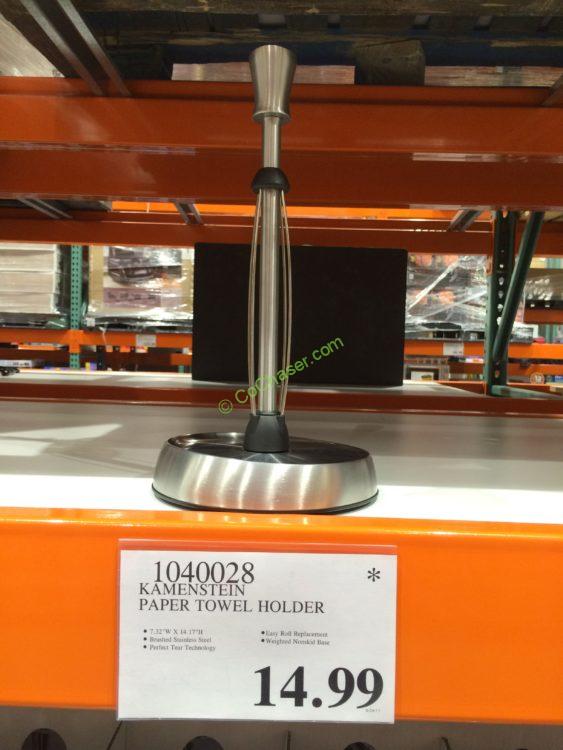 © CoChaser.com
1040028 *
KAMENSTEIN
PAPER TOWEL HOLDER
• 7.32"W X 14.17"H
• Brushed Stainless Steel
• Perfect Tear Technology
• Easy Roll Replacement
• Weighted Nonskid Base
14.99